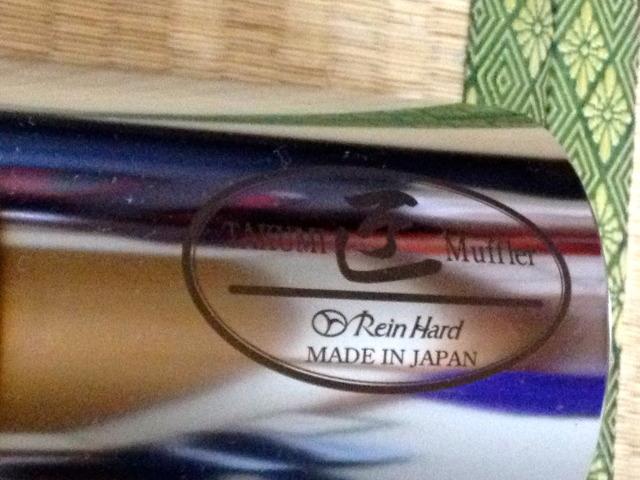 TAKUMI 匠 Muffler
Rein Hard
MADE IN JAPAN